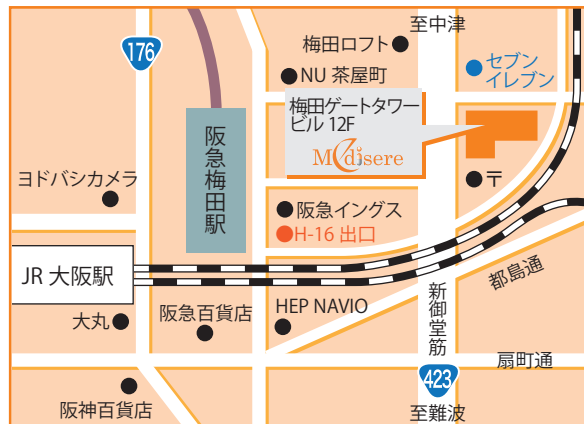 至中津
176
梅田ロフト
セブン
イレブン
NU 茶屋町
梅田ゲートタワー
ビル 12F
Medisere
阪急梅田駅
ヨドバシカメラ
〒
阪急イングス
H-16 出口
JR 大阪駅
都島通
大丸
阪急百貨店
HEP NAVIO
新御堂筋
扇町通
423
阪神百貨店
至難波